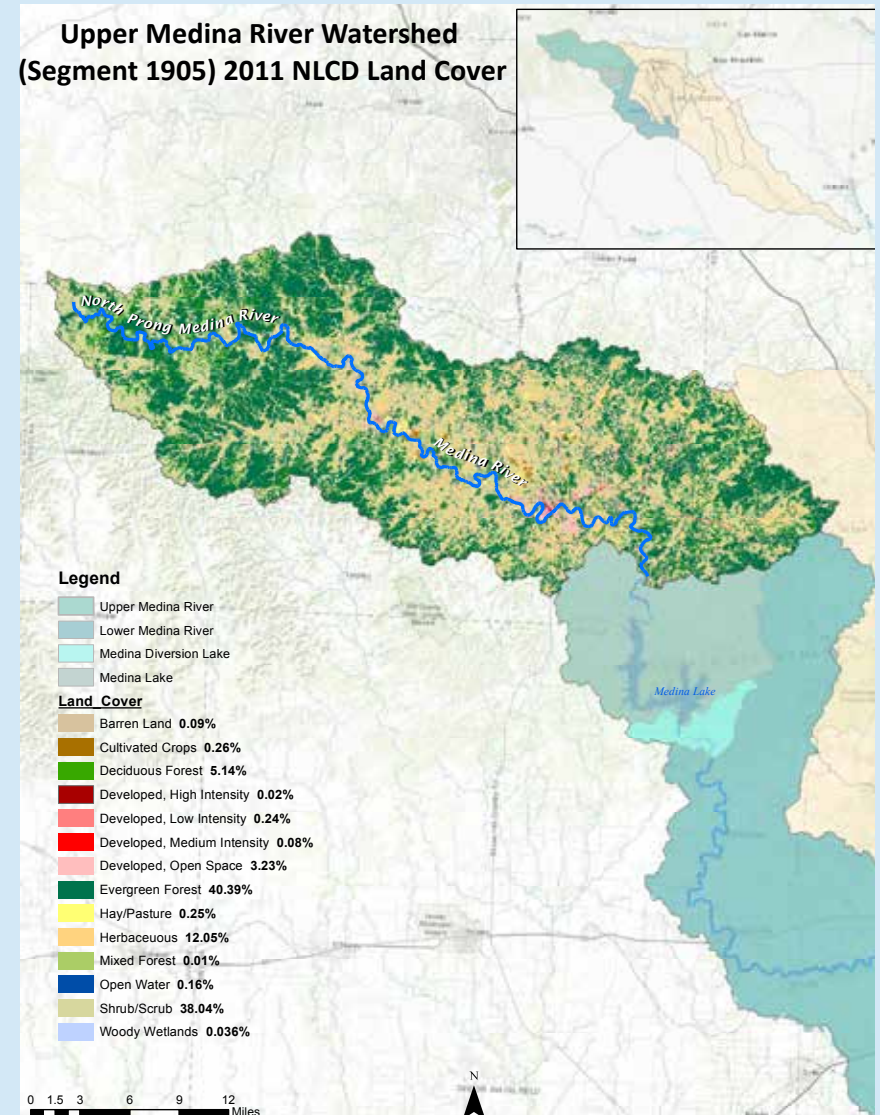 Upper Medina River Watershed
(Segment 1905) 2011 NLCD Land Cover
North Prong Medina River
Medina River
Medina Lake
Legend
Upper Medina River
Lower Medina River
Medina Diversion Lake
Medina Lake
Land_Cover
Barren Land 0.09%
Cultivated Crops 0.26%
Deciduous Forest 5.14%
Developed, High Intensity 0.02%
Developed, Low Intensity 0.24%
Developed, Medium Intensity 0.08%
Developed, Open Space 3.23%
Evergreen Forest 40.39%
Hay/Pasture 0.25%
Herbaceuous 12.05%
Mixed Forest 0.01%
Open Water 0.16%
Shrub/Scrub 38.04%
Woody Wetlands 0.036%
N
0 1.5 3 6 9 12
Miles